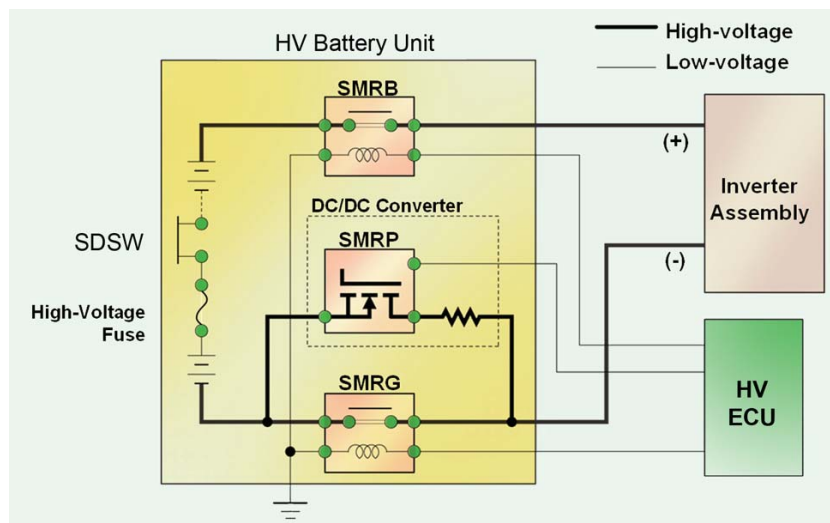 HV Battery Unit
High-voltage
Low-voltage
SMRB
(+)
Inverter
Assembly
DC/DC Converter
SDSW
SMRP
(-)
High-Voltage
Fuse
SMRG
HV
ECU